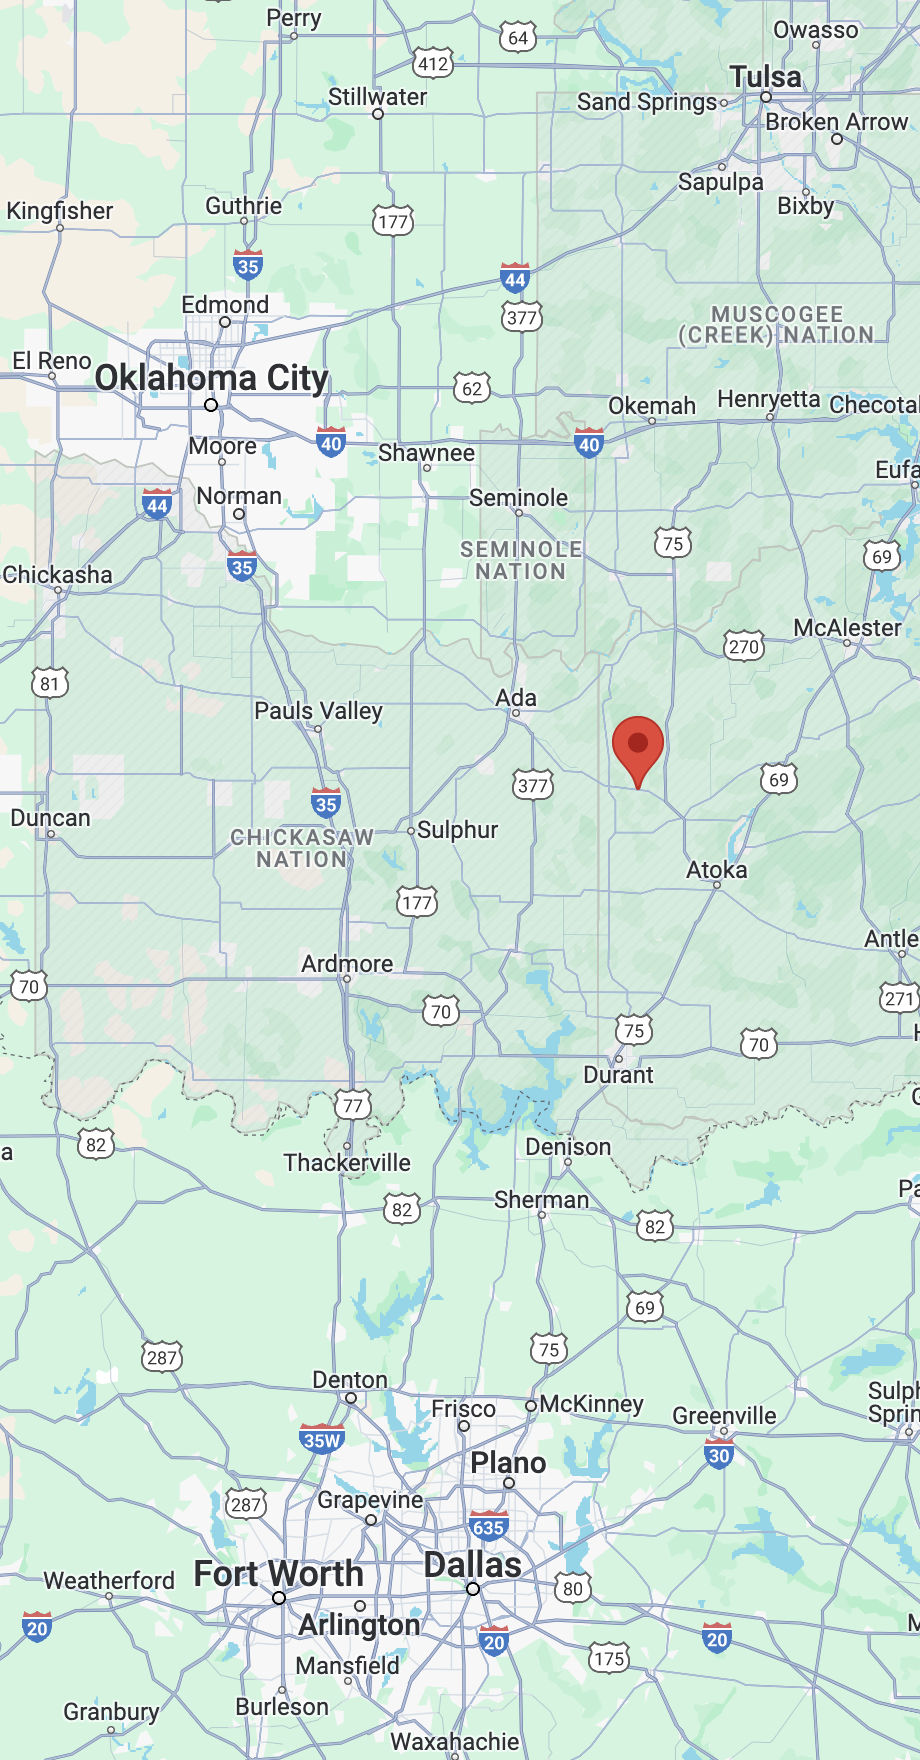 Perry
64
Owasso
412
Tulsa
Stillwater
Sand Springs
Broken Arrow
Sapulpa
Bixby
Kingfisher
Guthrie
177
35
44
377
Edmond
MUSCOGEE
(CREEK) NATION
El Reno
Oklahoma City
62
Okemah
Henryetta
Checotal
40
40
Moore
Shawnee
Eufa
44
Norman
Seminole
75
SEMINOLE
NATION
69
35
Chickasha
McAlester
270
81
Ada
Pauls Valley
377
69
35
Duncan
CHICKASAW
NATION
Sulphur
Atoka
177
Antle
Ardmore
70
271
70
75
70
H
Durant
77
G
82
a
Thackerville
Denison
Pa
82
Sherman
82
69
75
287
Denton
Frisco
McKinney
Sulph
Sprin
Greenville
35W
30
Plano
287
Grapevine
635
Fort Worth
Dallas
Weatherford
80
Arlington
20
20
20
M
175
Mansfield
Burleson
Granbury
Waxahachie